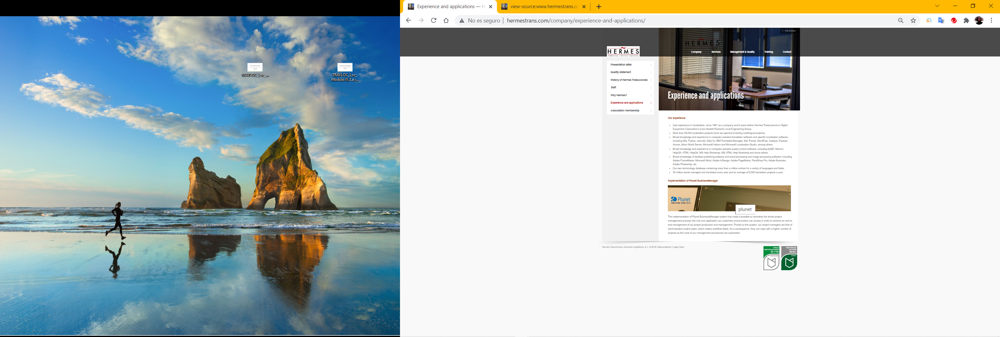 TRAVLOC_Loc_...
TRAVLOC_Loc_
Módulo III. La i...
Experience and applications — H
view-source:www.hermestrans.co
No es seguro | hermestrans.com/company/experience-and-applications/
+ Full Screen
HERMES
HERMES
Traducciones y Servicios Lingüísticos
Company
Services
Management & Quality
Training
Contact
Presentation letter
Quality statement
History of Hermes Traducciones
Staff
Why Hermes?
Experience and applications
Association membership
Experience and applications
Our experience
• Vast experience in localisation: since 1991 as a company and 6 years before Hermes Traducciones in Digital
Equipment Corporation's (now Hewlett-Packard) Local Engineering Group.
• More than 50,000 localisation projects since we opened (including multilingual projects).
• Broad knowledge and experience in computer-assisted translation software and specific localisation software,
including SDL Trados, memoQ, Déjà Vu, IBM TranslationManager, Star Transit, WordFast, Catalyst, Passolo,
Across, Idiom World Server, Microsoft Helium and Microsoft Localisation Studio, among others.
• Broad knowledge and experience in computer-assisted quality-control software, including ApSIC Xbench,
HelpQA, HTML HelpQA, MS Help Workshop, MS HTML Help Workshop and some others.
• Broad knowledge of desktop-publishing software and word-processing and image-processing software, including
Adobe FrameMaker, Microsoft Word, Adobe InDesign, Adobe PageMaker, PaintShop Pro, Adobe Illustrator,
Adobe Photoshop, etc.
• Our own terminology database containing more than a million entries for a variety of languages and fields.
• 30 million words managed and translated every year and an average of 6,000 translation projects a year.
Implementation of Plunet BusinessManager.
Plunet
Plunet
CERTIFIED USER 2012
plunet
The implementation of Plunet BusinessManager system has made it possible to centralise the whole project
management process into only one application our customers and providers can access in order to achieve an end-to-
end management of our project production and management. Thanks to this system, our project managers are free of
administrative routine tasks, which makes workflow faster. As a consequence, they can cope with a higher number of
projects as the most of our management procedures are automated.
Hermes Traducciones y Servicios Lingüísticos, S. L. © 2016 | Data protection | Legal notice
OTRAS
CERTIFICACIONES
ISO 17100
GESTIÓN DE
CALIDAD
ISO 9001